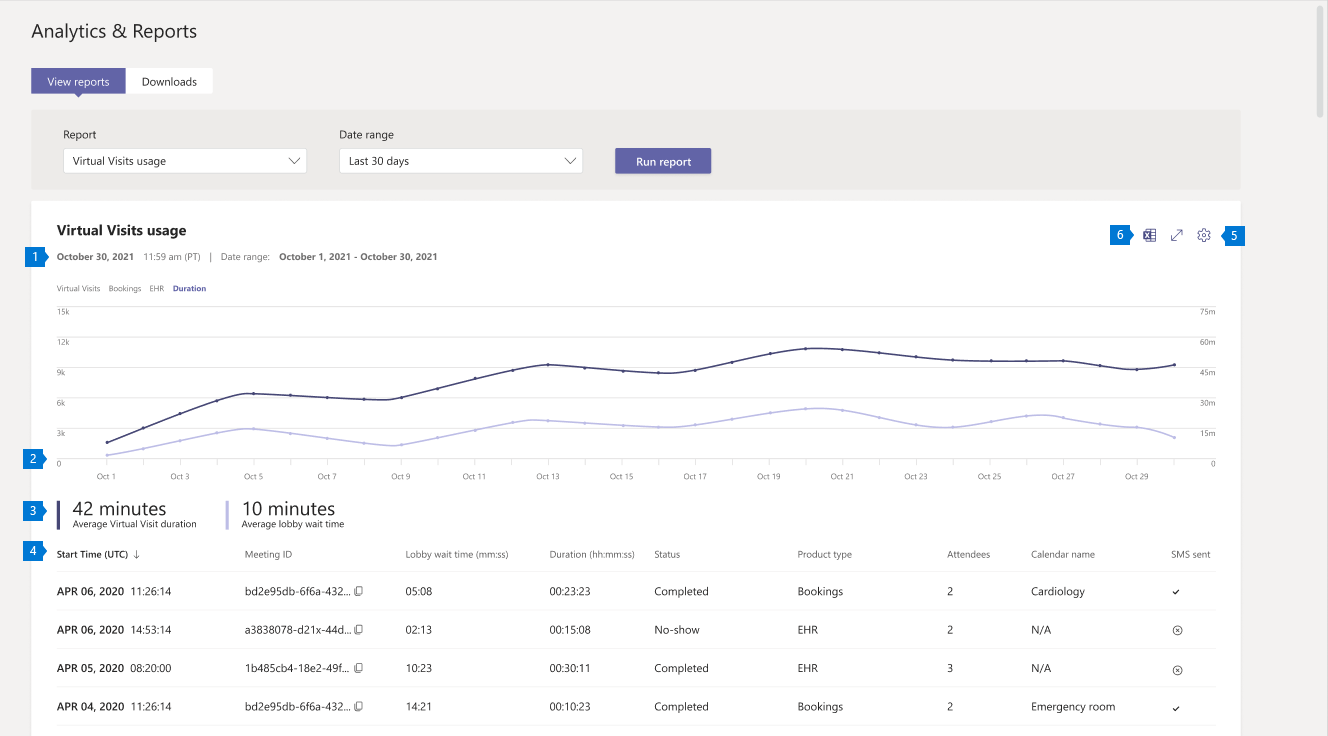 Analytics & Reports
View reports Downloads
Report Date range
Virtual Visits usage Last 30 days Run report
Virtual Visits usage
6 5
1 October 30, 2021 11:59 am (PT) | Date range: October 1, 2021 - October 30, 2021
Virtual Visits Bookings EHR Duration
15k 75m
12k 60m
9k 45m
6k 30m
3k 15m
2 0 0
Oct 1 Oct 3 Oct 5 Oct 7 Oct 9 Oct 11 Oct 13 Oct 15 Oct 17 Oct 19 Oct 21 Oct 23 Oct 25 Oct 27 Oct 29
3 42 minutes 10 minutes
Average Virtual Visit duration Average lobby wait time
4 Start Time (UTC) ↓ Meeting ID Lobby wait time (mm:ss) Duration (hh:mm:ss) Status Product type Attendees Calendar name SMS sent
APR 06, 2020 11:26:14 bd2e95db-6f6a-432... 05:08 00:23:23 Completed Bookings 2 Cardiology
APR 06, 2020 14:53:14 a3838078-d21x-44d... 02:13 00:15:08 No-show EHR 2 N/A
APR 05, 2020 08:20:00 1b485cb4-18e2-49f... 10:23 00:30:11 Completed EHR 3 N/A
APR 04, 2020 11:26:14 bd2e95db-6f6a-432... 14:21 00:10:23 Completed Bookings 2 Emergency room